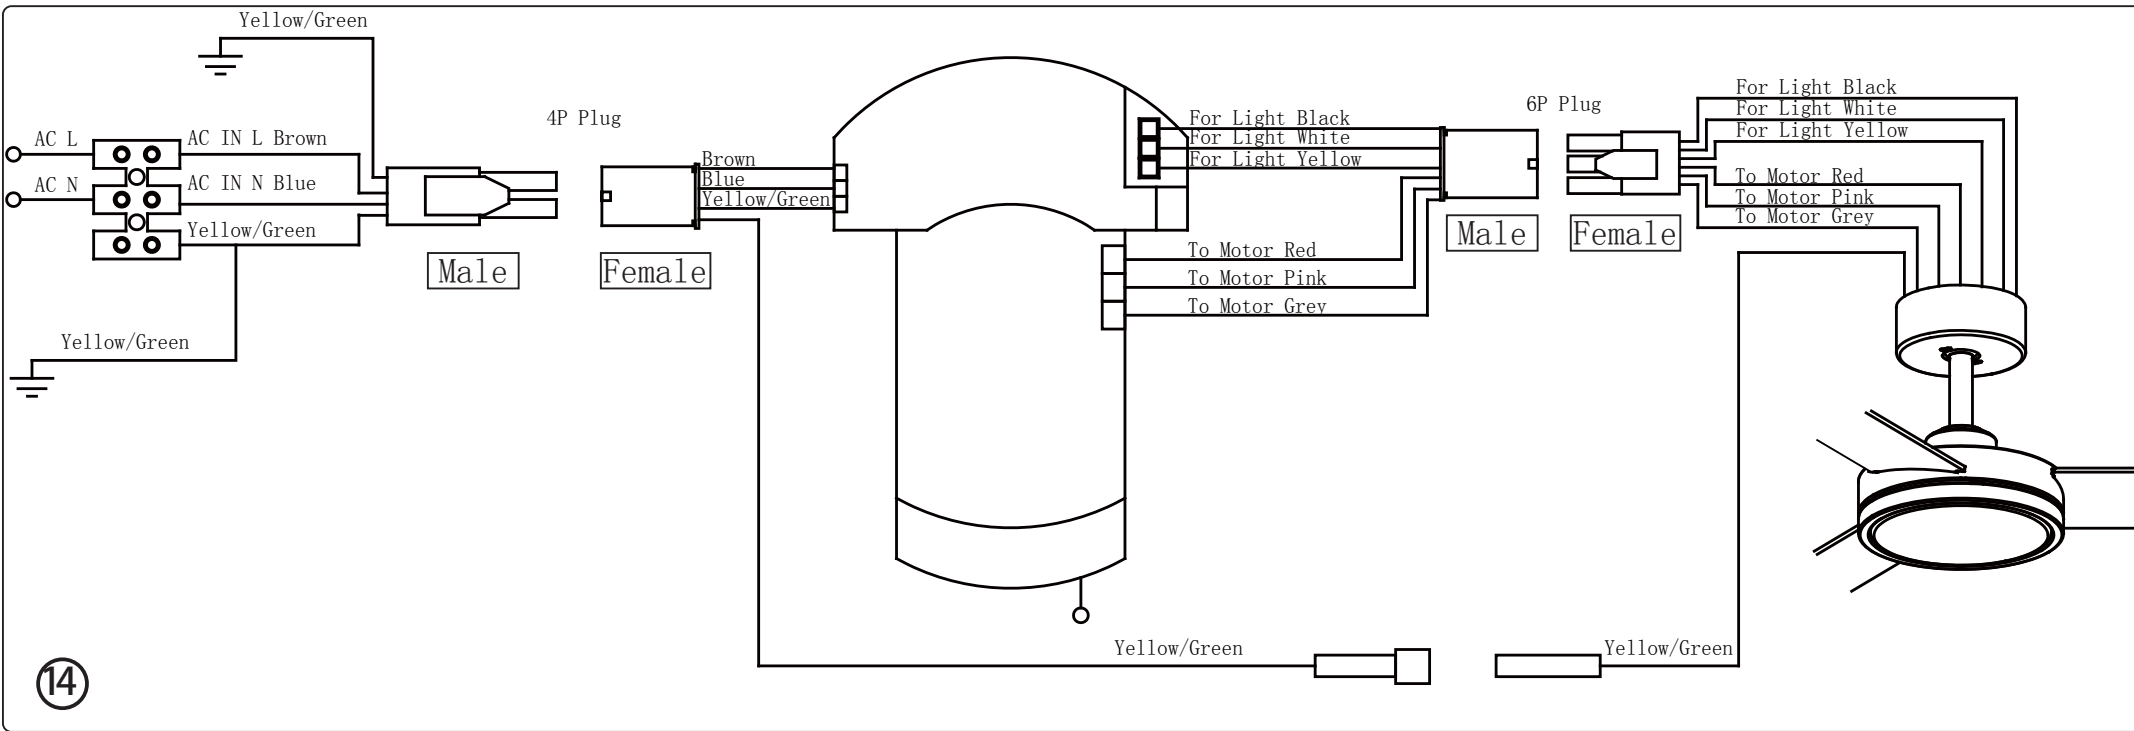 Yellow/Green
AC L
AC IN L Brown
AC N
AC IN N Blue
Yellow/Green
Yellow/Green
Male
4P Plug
Female
Brown
Blue
Yellow/Green
For Light Black
For Light White
For Light Yellow
To Motor Red
To Motor Pink
To Motor Grey
Male
6P Plug
Female
For Light Black
For Light White
For Light Yellow
To Motor Red
To Motor Pink
To Motor Grey
Yellow/Green
Yellow/Green
14